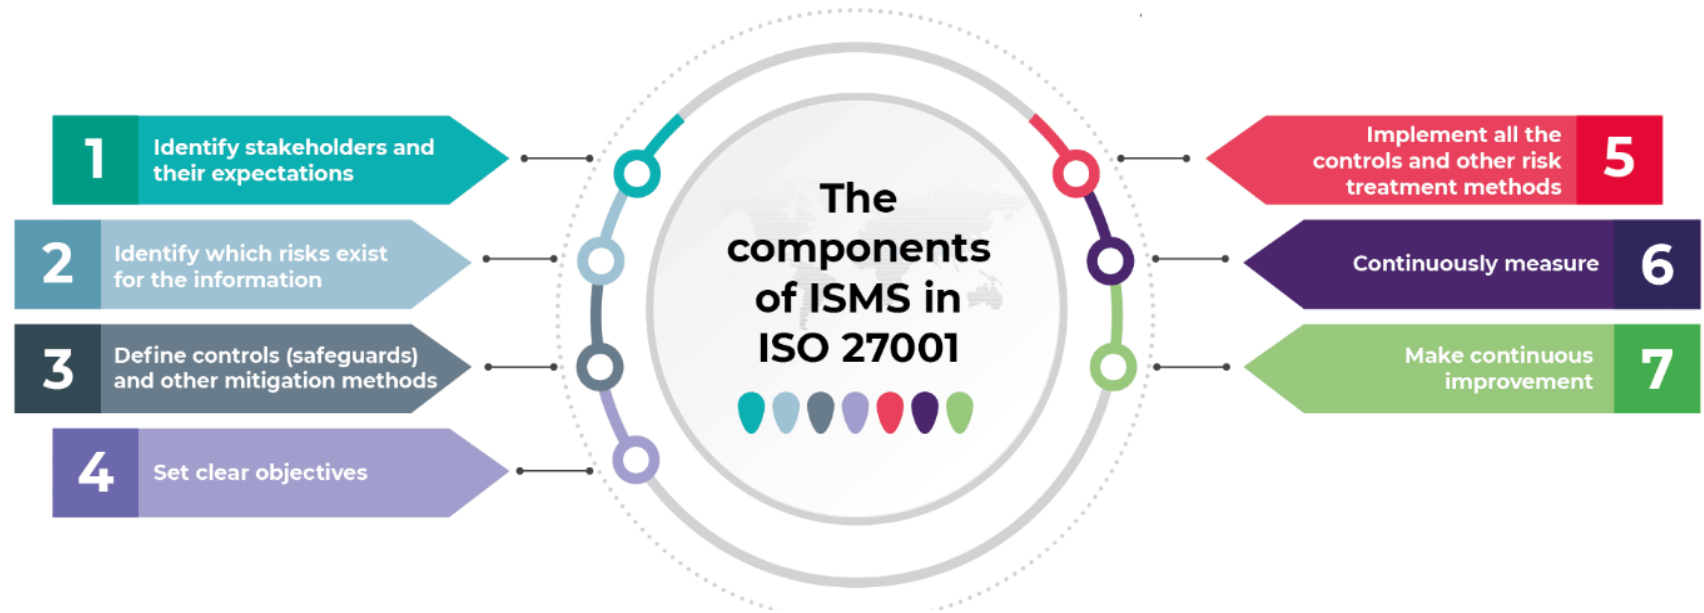 The
components
of ISMS in
ISO 27001
1
Identify stakeholders and
their expectations
2
Identify which risks exist
for the information
3
Define controls (safeguards)
and other mitigation methods
4
Set clear objectives
5
Implement all the
controls and other risk
treatment methods
6
Continuously measure
7
Make continuous
improvement